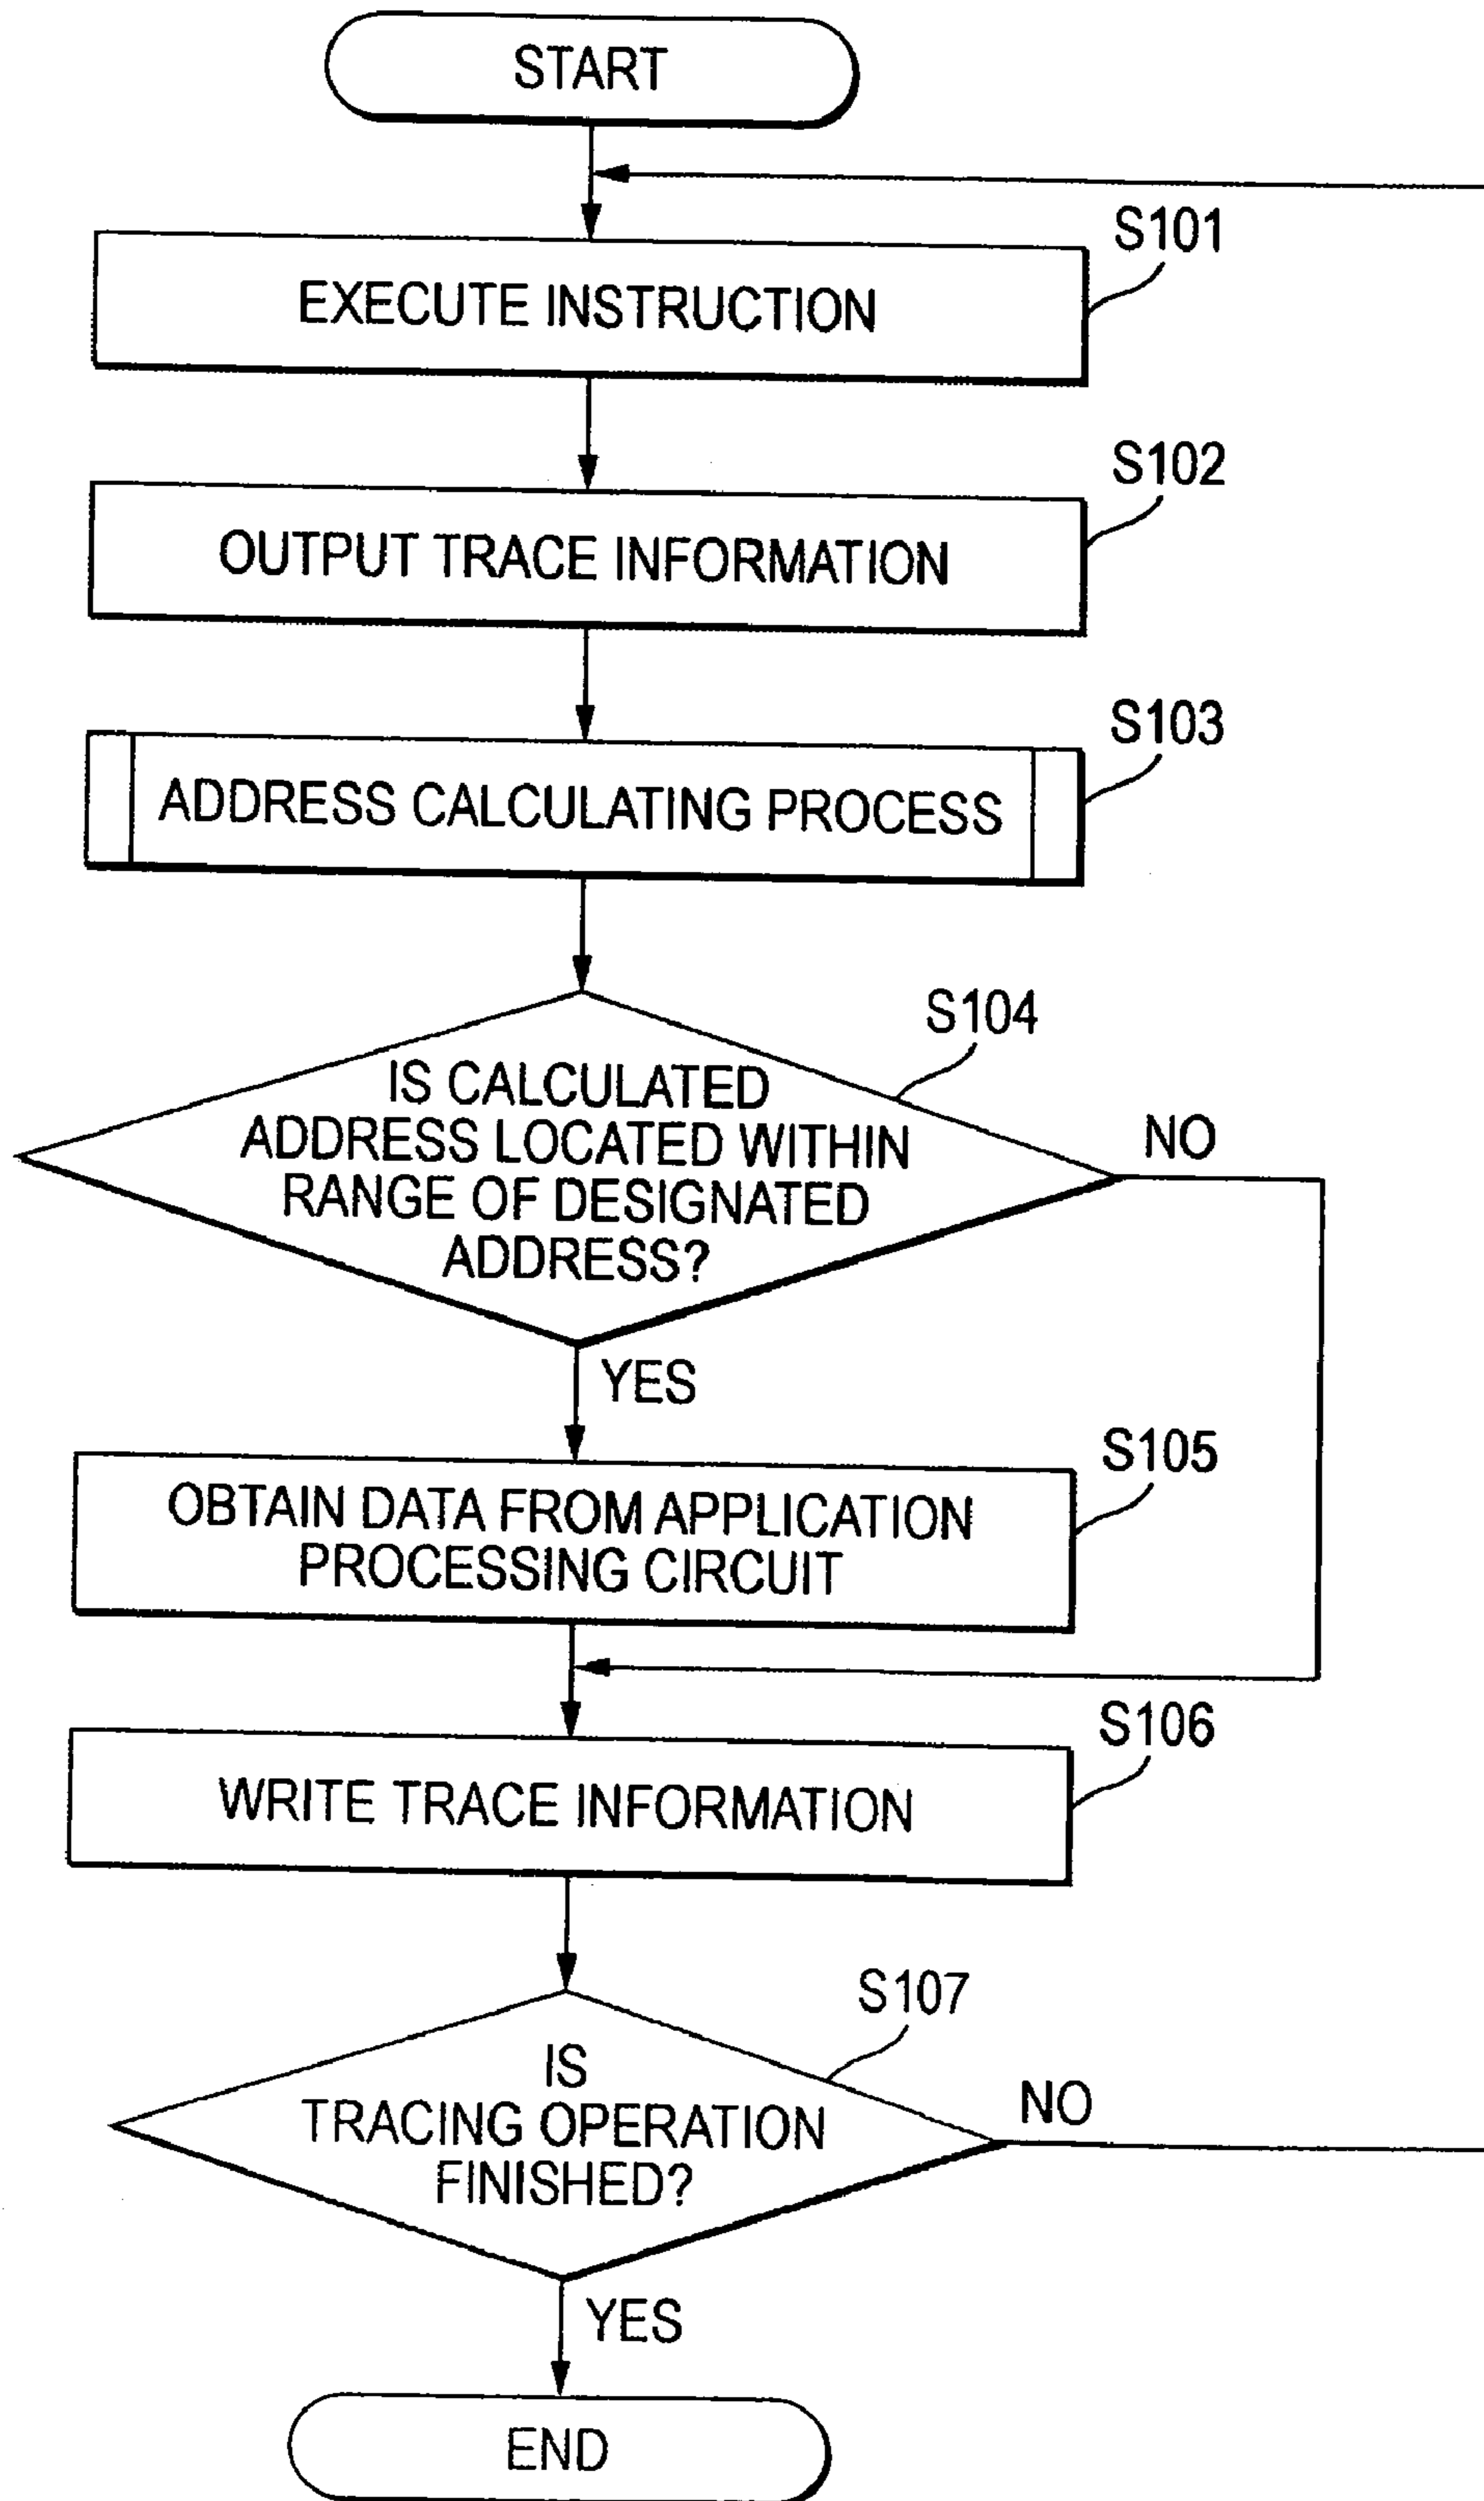 START
S101
EXECUTE INSTRUCTION
S102
OUTPUT TRACE INFORMATION
S103
ADDRESS CALCULATING PROCESS
S104
IS CALCULATED
ADDRESS LOCATED WITHIN
RANGE OF DESIGNATED
ADDRESS?
NO
YES
S105
OBTAIN DATA FROM APPLICATION
PROCESSING CIRCUIT
S106
WRITE TRACE INFORMATION
S107
IS
TRACING OPERATION
FINISHED?
NO
YES
END